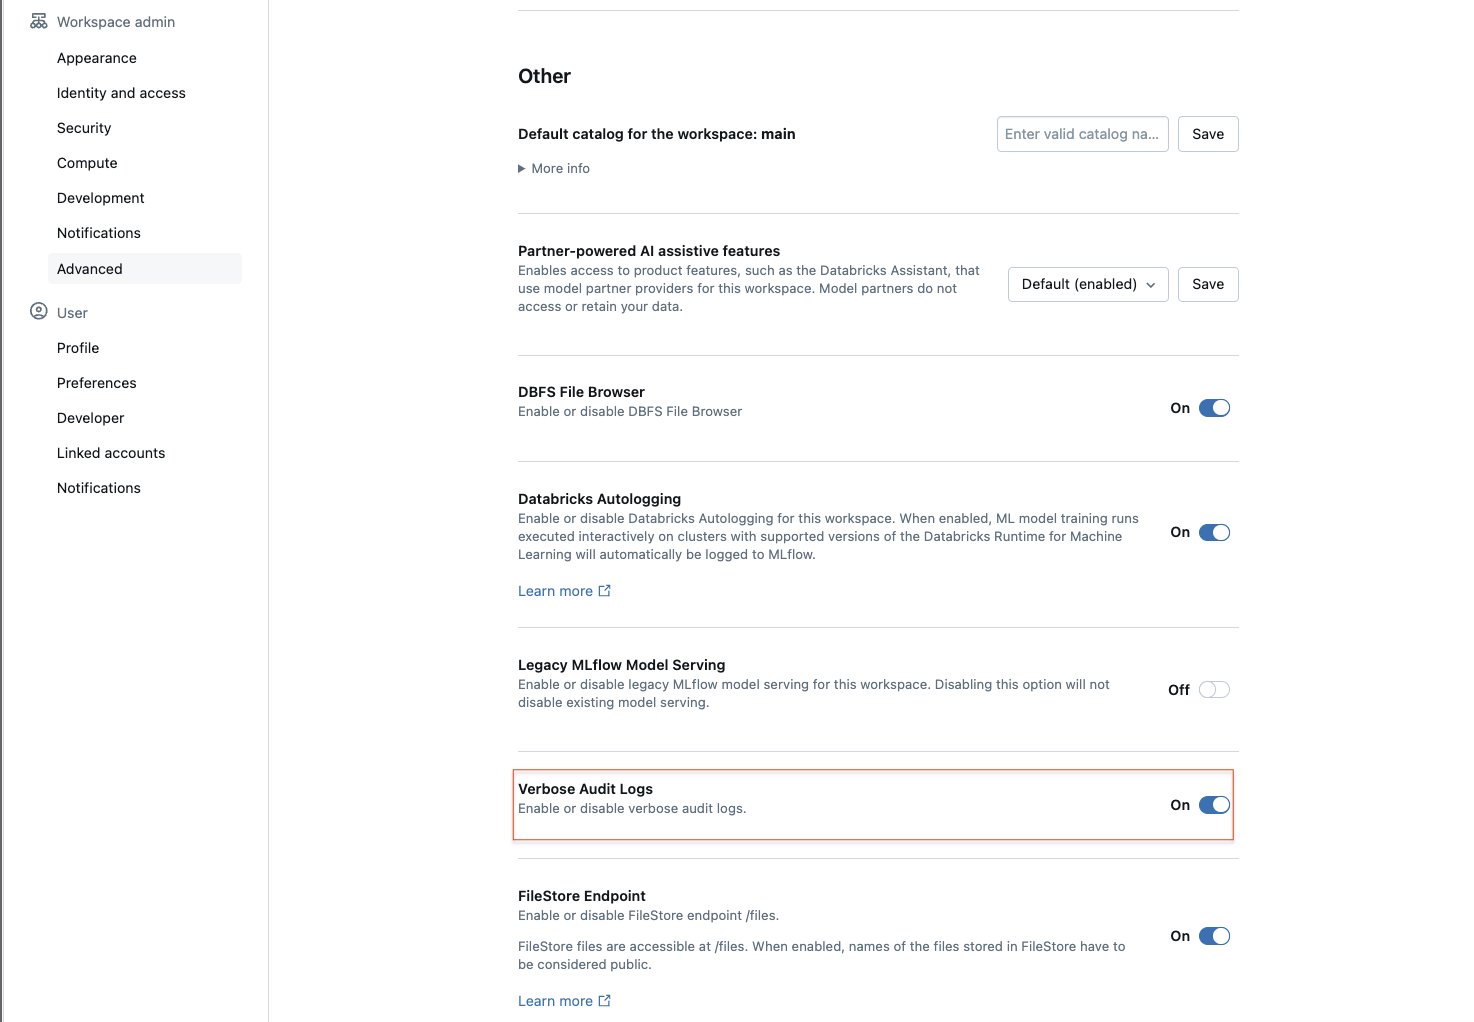 Workspace admin
Appearance
Identity and access
Security
Compute
Development
Notifications
Advanced
User
Profile
Preferences
Developer
Linked accounts
Notifications
Other
Default catalog for the workspace: main
Enter valid catalog na...
Save
More info
Partner-powered AI assistive features
Enables access to product features, such as the Databricks Assistant, that
use model partner providers for this workspace. Model partners do not
access or retain your data.
Default (enabled)
Save
DBFS File Browser
Enable or disable DBFS File Browser
On
Databricks Autologging
Enable or disable Databricks Autologging for this workspace. When enabled, ML model training runs
executed interactively on clusters with supported versions of the Databricks Runtime for Machine
Learning will automatically be logged to MLflow.
On
Learn more
Legacy MLflow Model Serving
Enable or disable legacy MLflow model serving for this workspace. Disabling this option will not
disable existing model serving.
Off
Verbose Audit Logs
Enable or disable verbose audit logs.
On
FileStore Endpoint
Enable or disable FileStore endpoint /files.
FileStore files are accessible at /files. When enabled, names of the files stored in FileStore have to
be considered public.
On
Learn more